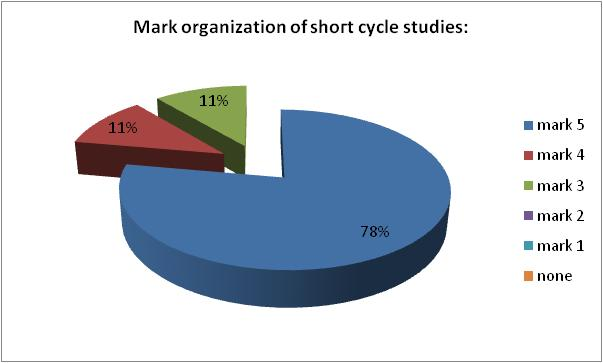 Mark organization of short cycle studies:
11%
11%
78%
mark 5
mark 4
mark 3
mark 2
mark 1
none